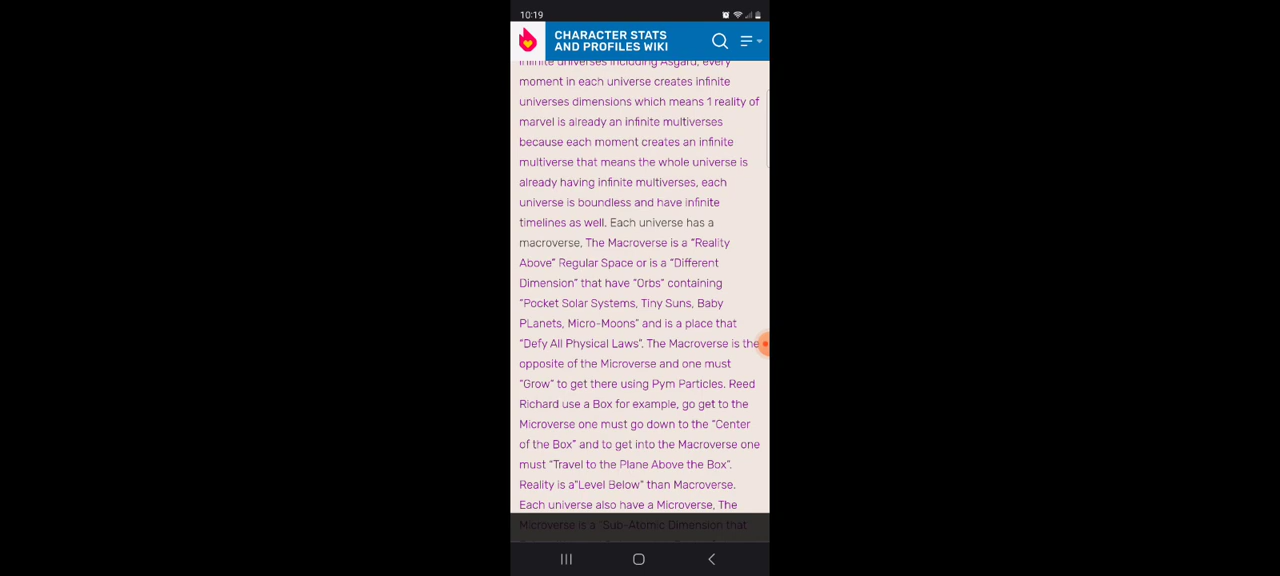 10:19
CHARACTER STATS
AND PROFILES WIKI
infinite universes including Asgard, every
moment in each universe creates infinite
universes dimensions which means 1 reality of
marvel is already an infinite multiverses
because each moment creates an infinite
multiverse that means the whole universe is
already having infinite multiverses, each
universe is boundless and have infinite
timelines as well. Each universe has a
macroverse, The Macroverse is a "Reality
Above" Regular Space or is a "Different
Dimension" that have "Orbs" containing
"Pocket Solar Systems, Tiny Suns, Baby
PLanets, Micro-Moons" and is a place that
"Defy All Physical Laws". The Macroverse is the
opposite of the Microverse and one must
"Grow" to get there using Pym Particles. Reed
Richard use a Box for example, go get to the
Microverse one must go down to the "Center
of the Box" and to get into the Macroverse one
must "Travel to the Plane Above the Box".
Reality is a"Level Below" than Macroverse.
Each universe also have a Microverse, The
Microverse is a "Sub-Atomic Dimension that